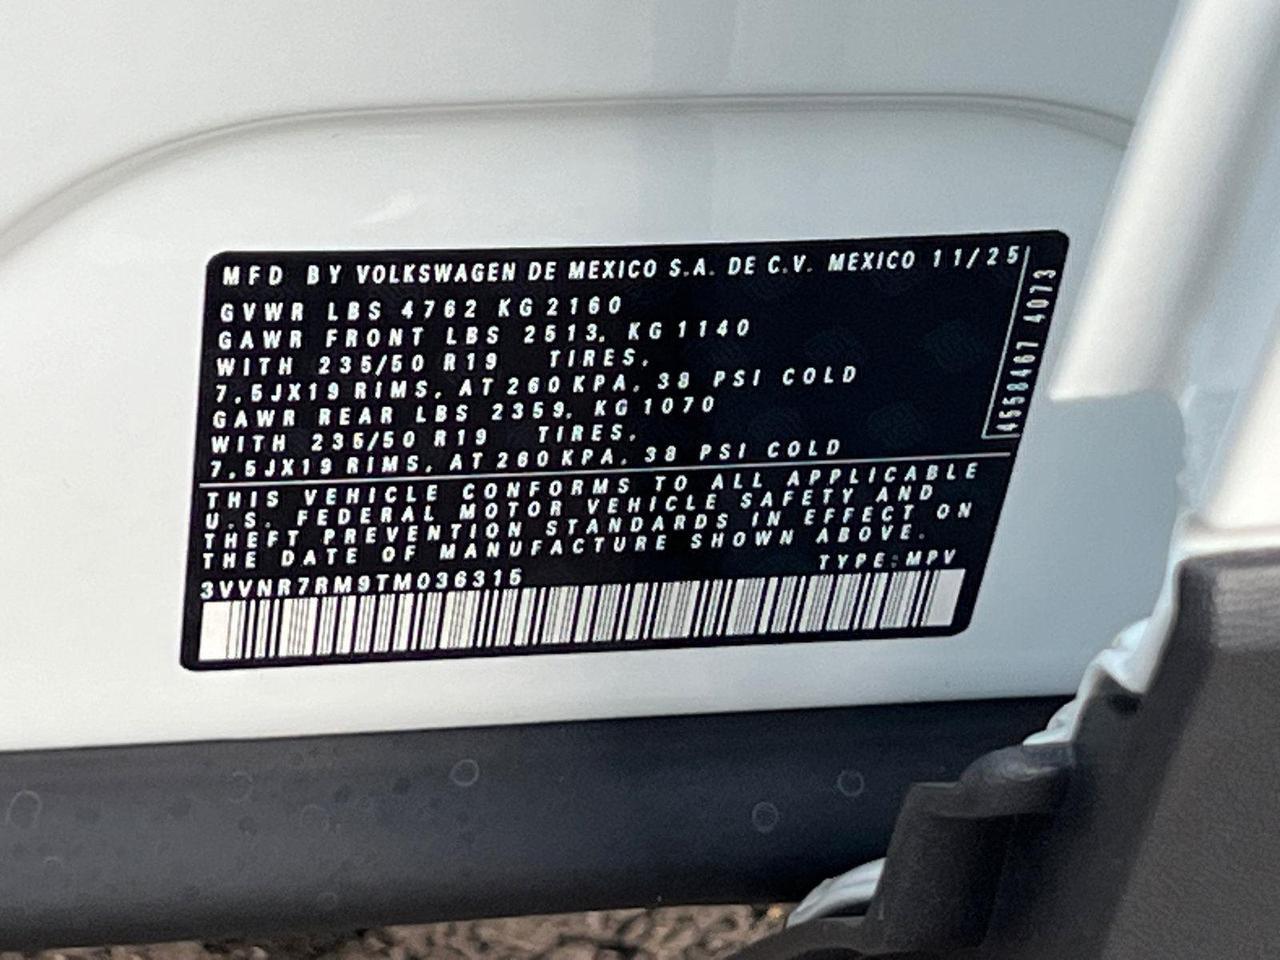 MFD BY VOLKSWAGEN DE MEXICO S.A. DE C.V. MEXICO 11/25
GVWR LBS 4762 KG 2160
GAWR FRONT LBS 2513, KG 1140
WITH 235/50 R19 TIRES,
7.5JX19 RIMS, AT 260 KPA, 38 PSI COLD
GAWR REAR LBS 2359, KG 1070
WITH 235/50 R19 TIRES,
7.5JX19 RIMS, AT 260 KPA, 38 PSI COLD
THIS VEHICLE CONFORMS TO ALL APPLICABLE
U.S. FEDERAL MOTOR VEHICLE SAFETY AND
THEFT PREVENTION STANDARDS IN EFFECT ON
THE DATE OF MANUFACTURE SHOWN ABOVE.
3VVNR7RM9TM036315 TYPE:MPV
4558467 4073